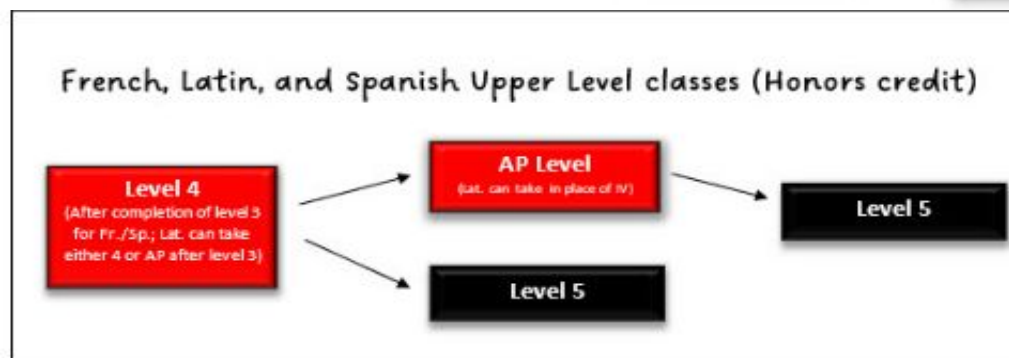 French, Latin, and Spanish Upper Level classes (Honors credit)
Level 4
(After completion of level 3
for Fr./Sp.; Lat. can take
either 4 or AP after level 3)
AP Level
(Lat. can take in place of IV)
Level 5
Level 5